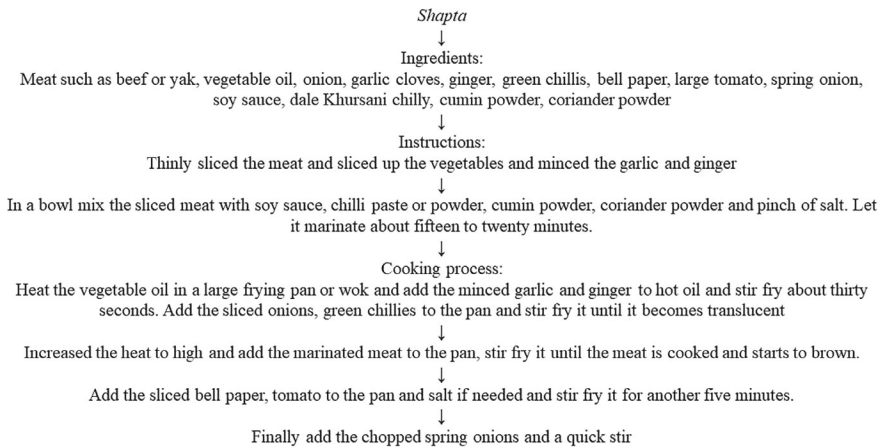 Shapta
↓
Ingredients:
Meat such as beef or yak, vegetable oil, onion, garlic cloves, ginger, green chillis, bell paper, large tomato, spring onion,
soy sauce, dale Khursani chilly, cumin powder, coriander powder
↓
Instructions:
Thinly sliced the meat and sliced up the vegetables and minced the garlic and ginger
↓
In a bowl mix the sliced meat with soy sauce, chilli paste or powder, cumin powder, coriander powder and pinch of salt. Let
it marinate about fifteen to twenty minutes.
↓
Cooking process:
Heat the vegetable oil in a large frying pan or wok and add the minced garlic and ginger to hot oil and stir fry about thirty
seconds. Add the sliced onions, green chillies to the pan and stir fry it until it becomes translucent
↓
Increased the heat to high and add the marinated meat to the pan, stir fry it until the meat is cooked and starts to brown.
↓
Add the sliced bell paper, tomato to the pan and salt if needed and stir fry it for another five minutes.
↓
Finally add the chopped spring onions and a quick stir